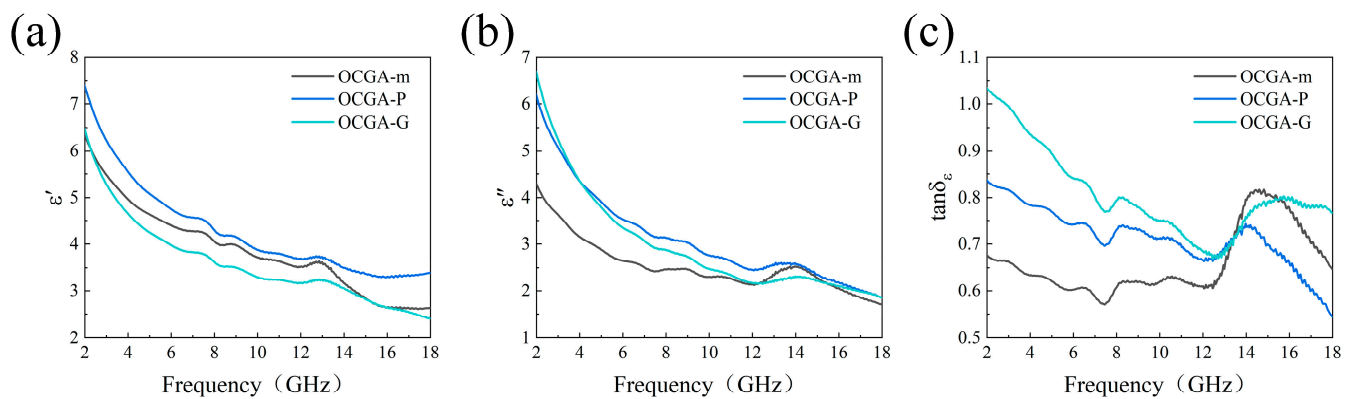 (a)
8
7
6
5
4
3
2
ε′
OCGA-m
OCGA-P
OCGA-G
2 4 6 8 10 12 14 16 18
Frequency（GHz）
(b)
7
6
5
4
3
2
1
ε″
OCGA-m
OCGA-P
OCGA-G
2 4 6 8 10 12 14 16 18
Frequency（GHz）
(c)
1.1
1.0
0.9
0.8
0.7
0.6
0.5
tanδε
OCGA-m
OCGA-P
OCGA-G
2 4 6 8 10 12 14 16 18
Frequency（GHz）